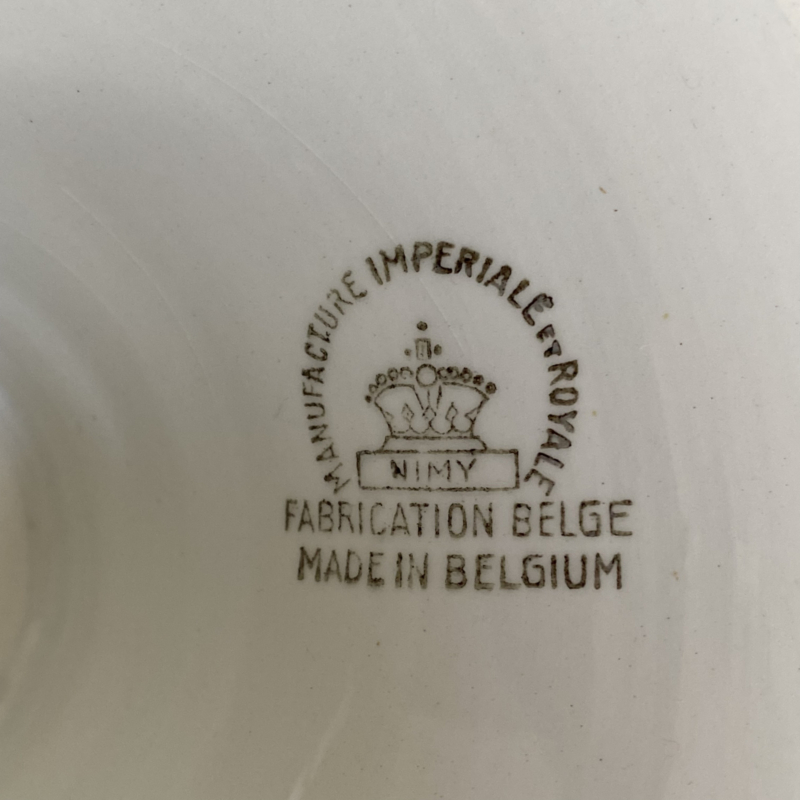 MANUFACTURE IMPERIALE ET ROYALE
NIMY
FABRICATION BELGE
MADE IN BELGIUM